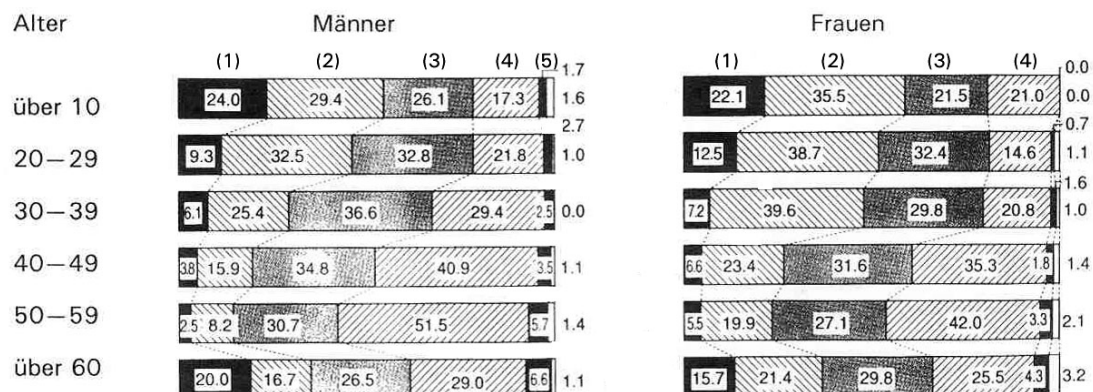 Alter Männer Frauen
(1) (2) (3) (4) (5) (1) (2) (3) (4)
1.7 0.0
über 10 24.0 29.4 26.1 17.3 1.6 22.1 35.5 21.5 21.0 0.0
2.7 0.7
20–29 9.3 32.5 32.8 21.8 1.0 12.5 38.7 32.4 14.6 1.1
1.6
30–39 6.1 25.4 36.6 29.4 2.5 0.0 7.2 39.6 29.8 20.8 1.0
40–49 3.8 15.9 34.8 40.9 3.5 1.1 6.6 23.4 31.6 35.3 1.8 1.4
50–59 2.5 8.2 30.7 51.5 5.7 1.4 5.5 19.9 27.1 42.0 3.3 2.1
über 60 20.0 16.7 26.5 29.0 6.6 1.1 15.7 21.4 29.8 25.5 4.3 3.2